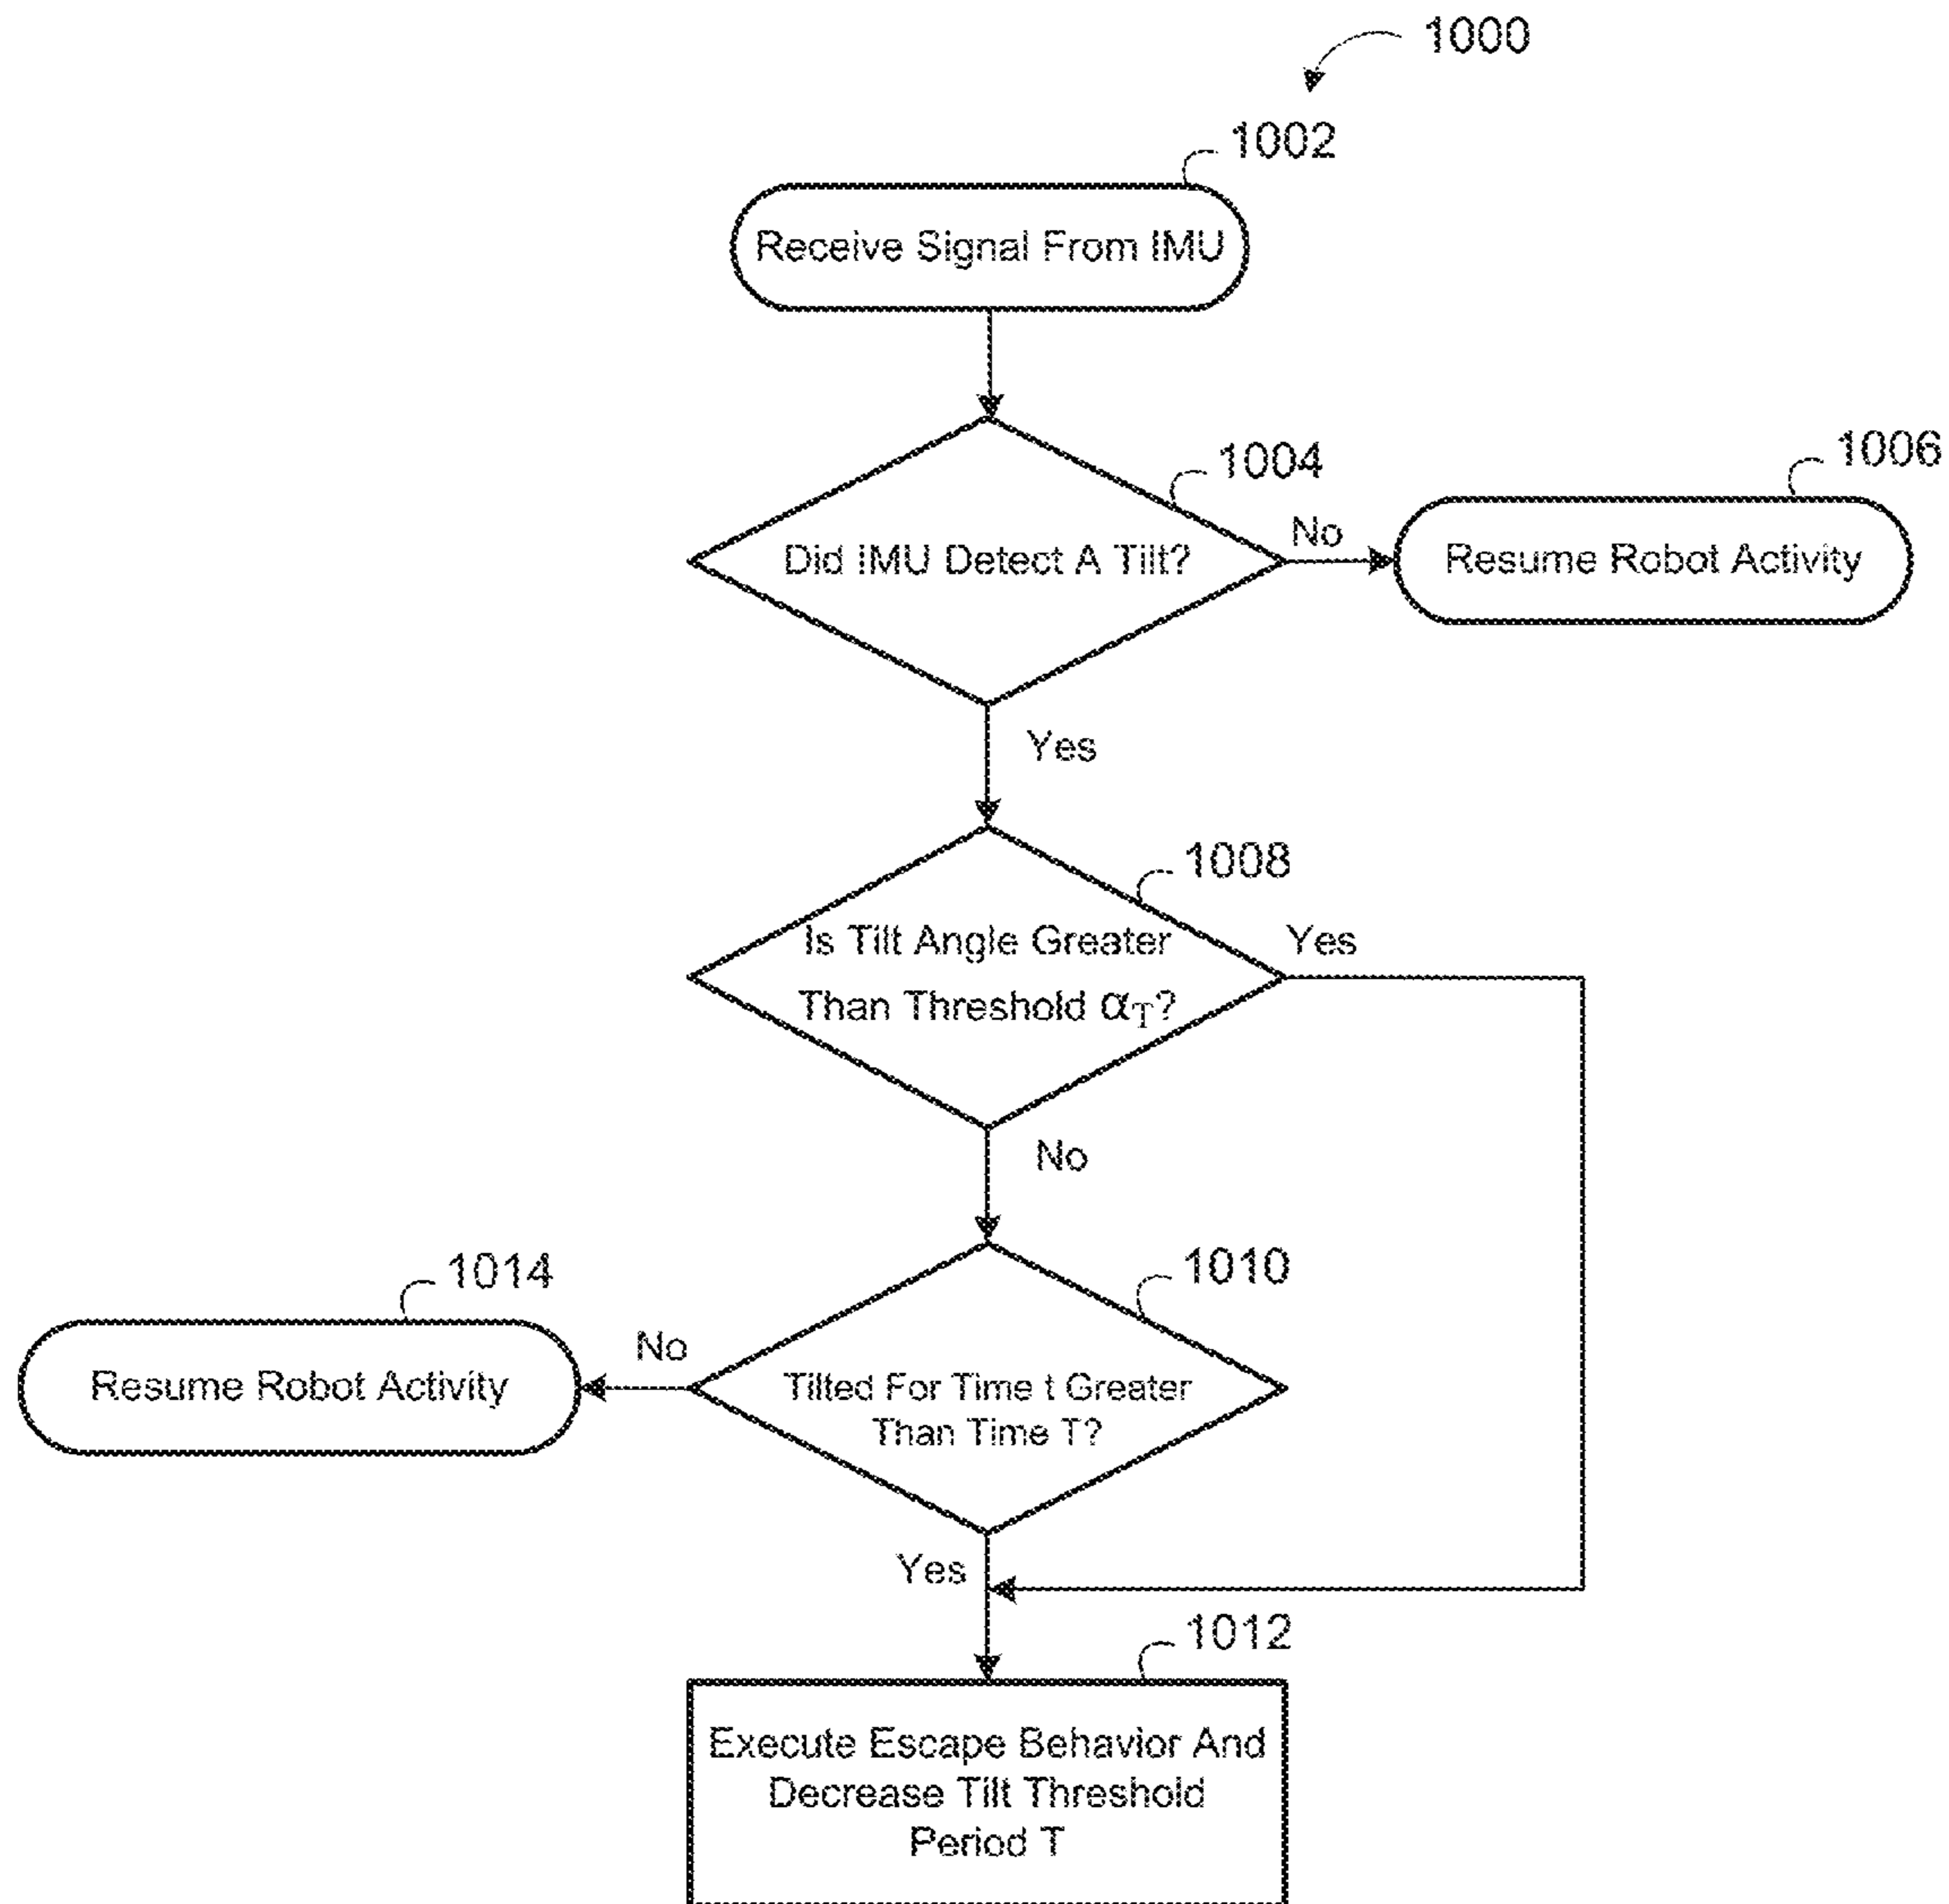 1000
1002
Receive Signal From IMU
1004
Did IMU Detect A Tilt?
No
1006
Resume Robot Activity
Yes
1008
Is Tilt Angle Greater
Than Threshold αT?
Yes
No
1010
Tilted For Time t Greater
Than Time T?
No
1014
Resume Robot Activity
Yes
1012
Execute Escape Behavior And
Decrease Tilt Threshold
Period T